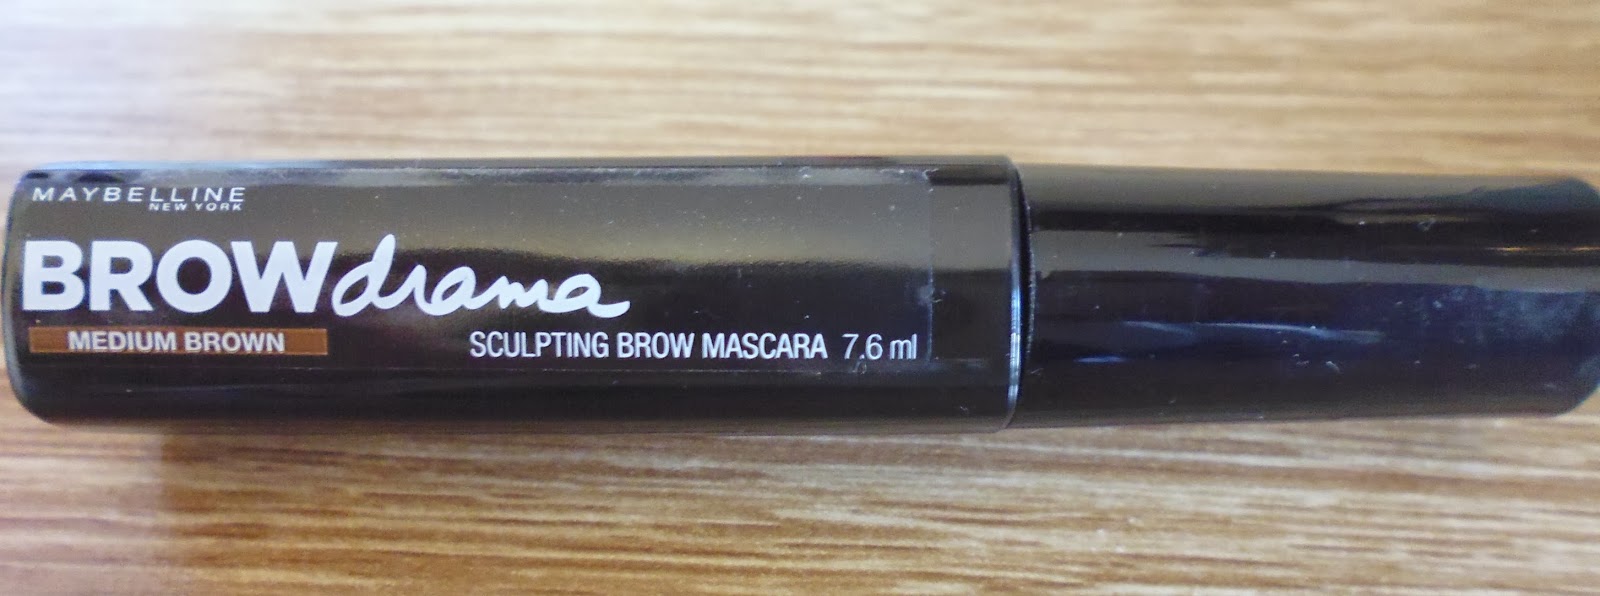 MAYBELLINE
NEW YORK
BROWdrama
MEDIUM BROWN
SCULPTING BROW MASCARA 7.6 ml